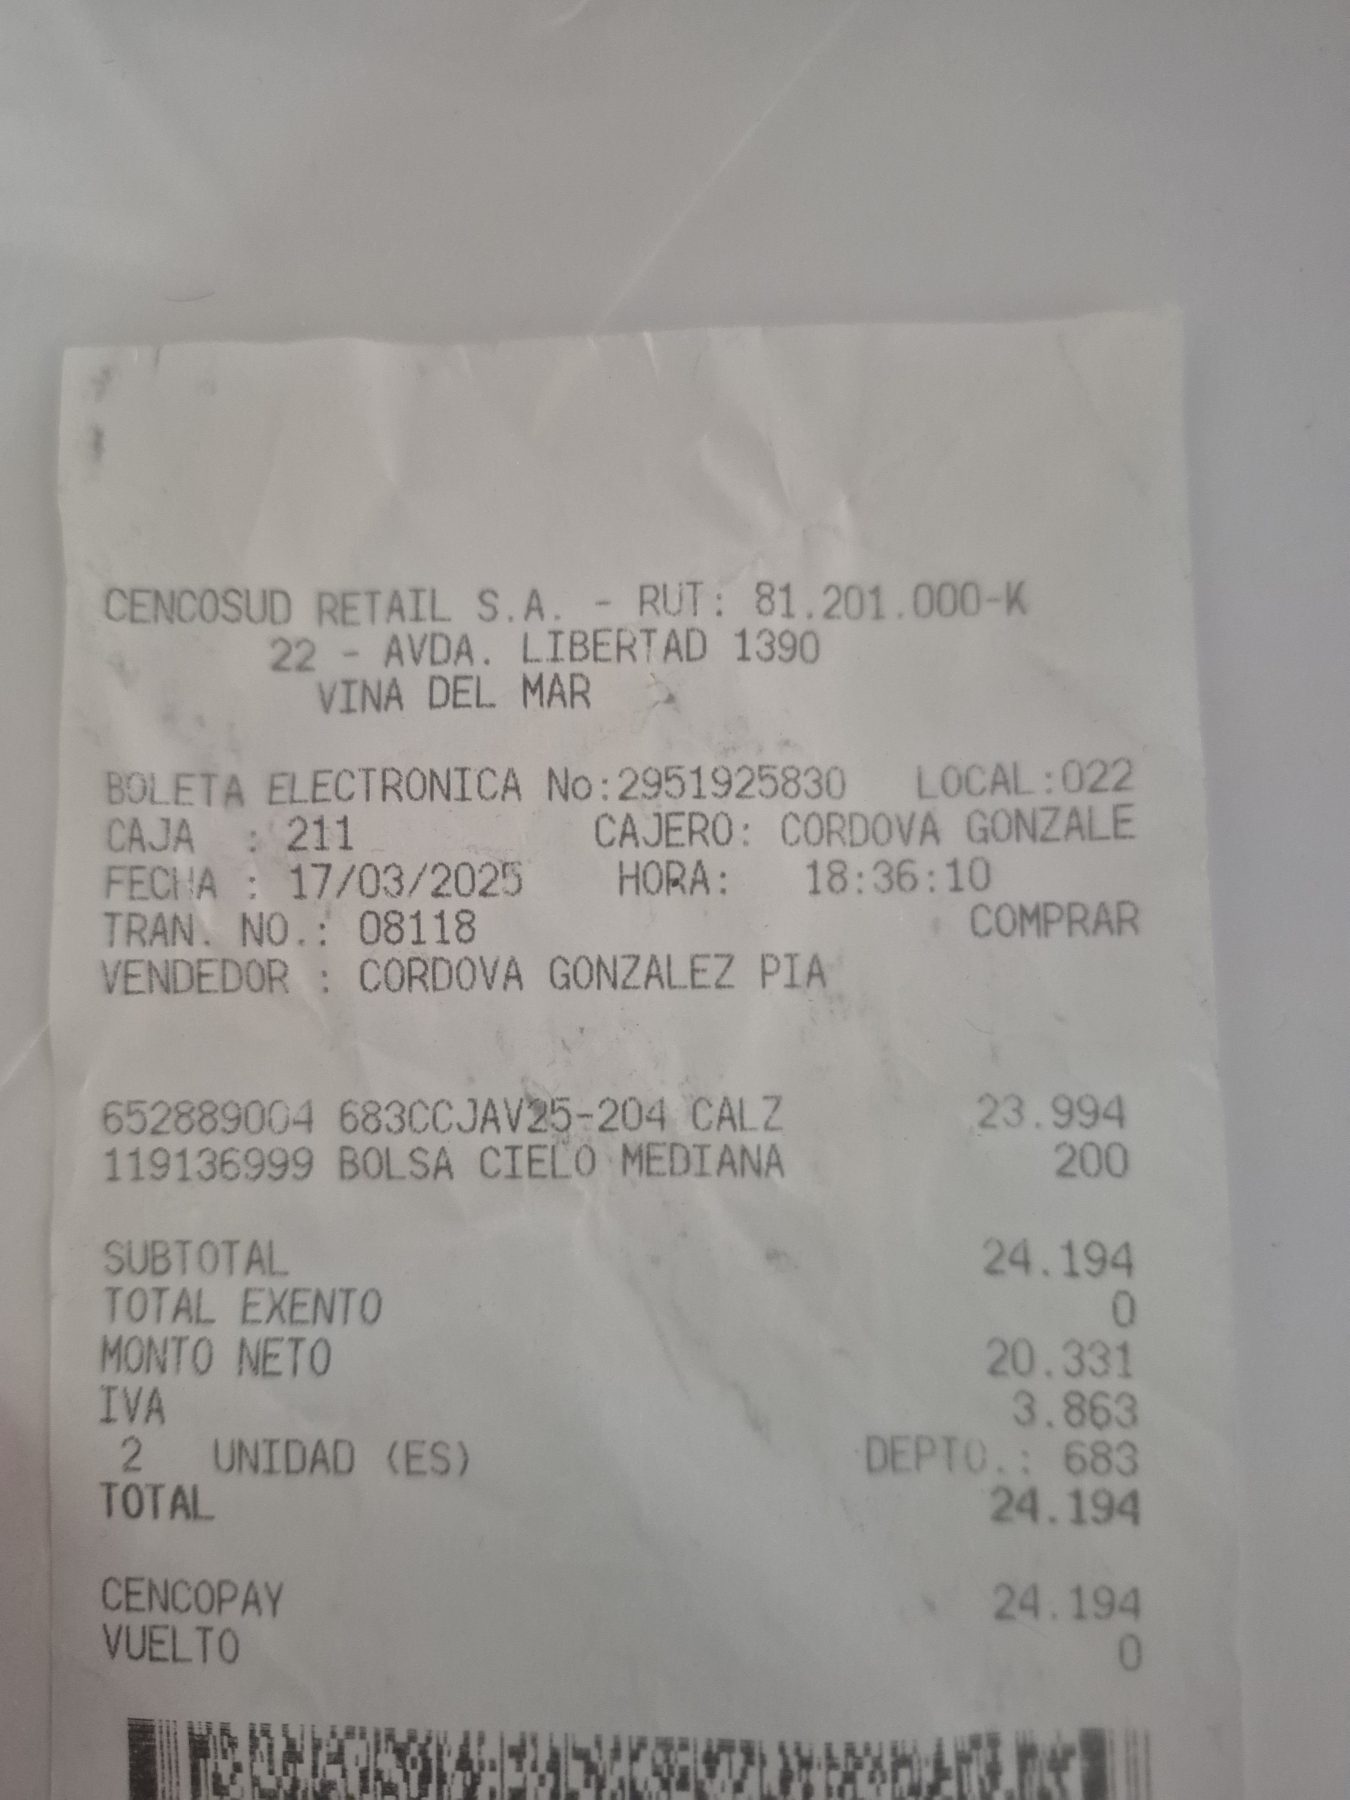 CENCOSUD RETAIL S.A. - RUT: 81.201.000-K
22 - AVDA. LIBERTAD 1390
VINA DEL MAR
BOLETA ELECTRONICA No:2951925830 LOCAL:022
CAJA : 211 CAJERO: CORDOVA GONZALE
FECHA : 17/03/2025 HORA: 18:36:10
TRAN. NO.: 08118 COMPRAR
VENDEDOR : CORDOVA GONZALEZ PIA
652889004 683CCJAV25-204 CALZ 23.994
119136999 BOLSA CIELO MEDIANA 200
SUBTOTAL 24.194
TOTAL EXENTO 0
MONTO NETO 20.331
IVA 3.863
2 UNIDAD (ES) DEPTO.: 683
TOTAL 24.194
CENCOPAY 24.194
VUELTO 0